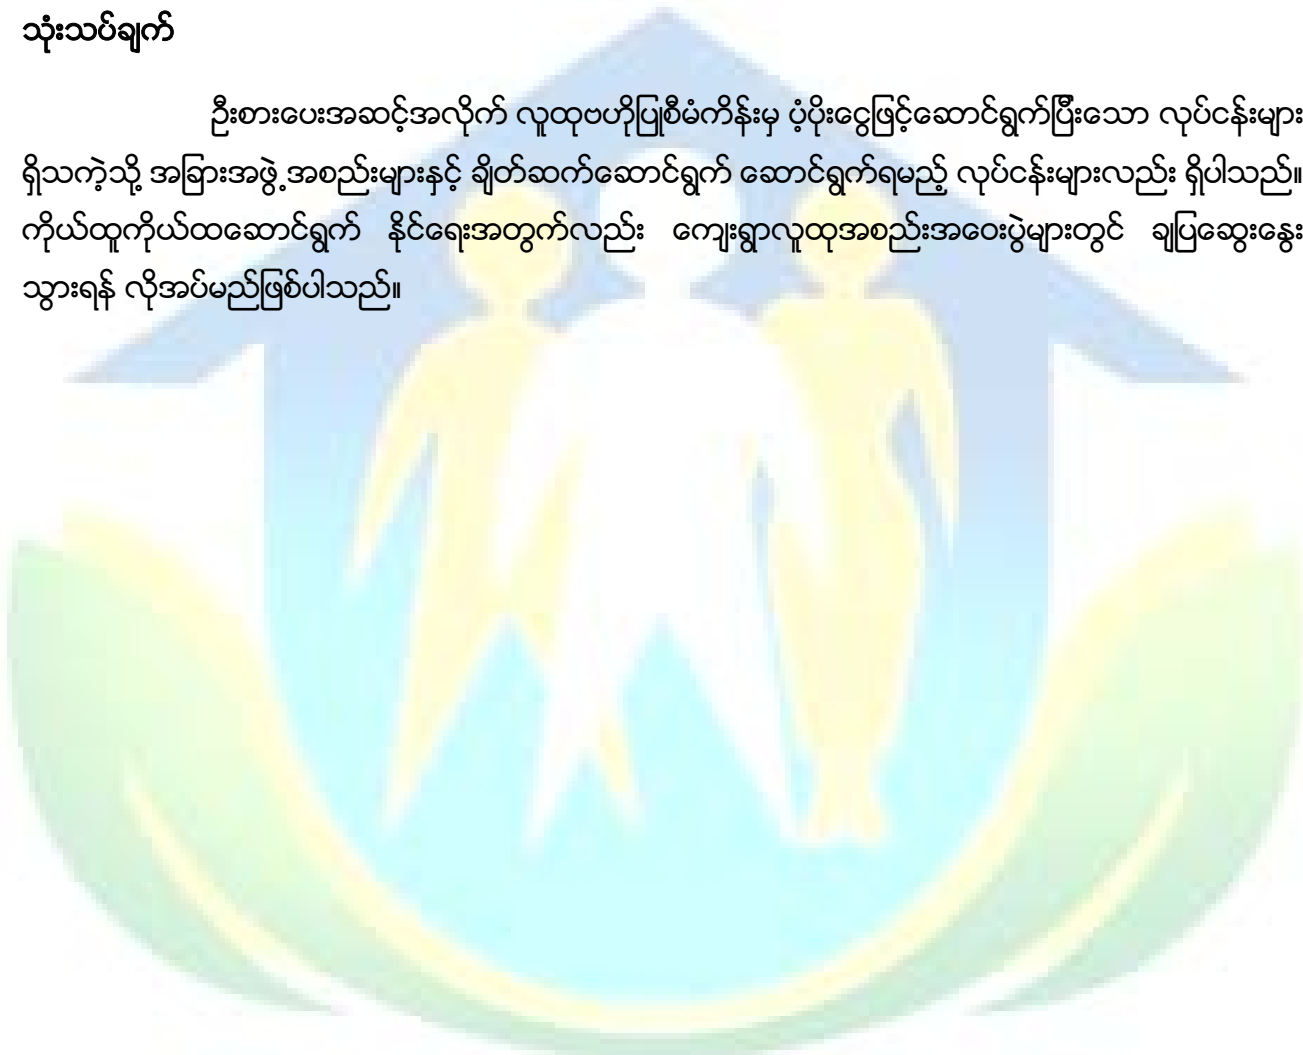 သုံးသပ်ချက်
ဦးစားပေးအဆင့်အလိုက် လူထုဗဟိုပြုစီမံကိန်းမှ ပံ့ပိုးငွေဖြင့်ဆောင်ရွက်ပြီးသော လုပ်ငန်းများ
ရှိသကဲ့သို့ အခြားအဖွဲ့အစည်းများနှင့် ချိတ်ဆက်ဆောင်ရွက် ဆောင်ရွက်ရမည့် လုပ်ငန်းများလည်း ရှိပါသည်။
ကိုယ်ထူကိုယ်ထဆောင်ရွက် နိုင်ရေးအတွက်လည်း ကျေးရွာလူထုအစည်းအဝေးပွဲများတွင် ချပြဆွေးနွေး
သွားရန် လိုအပ်မည်ဖြစ်ပါသည်။